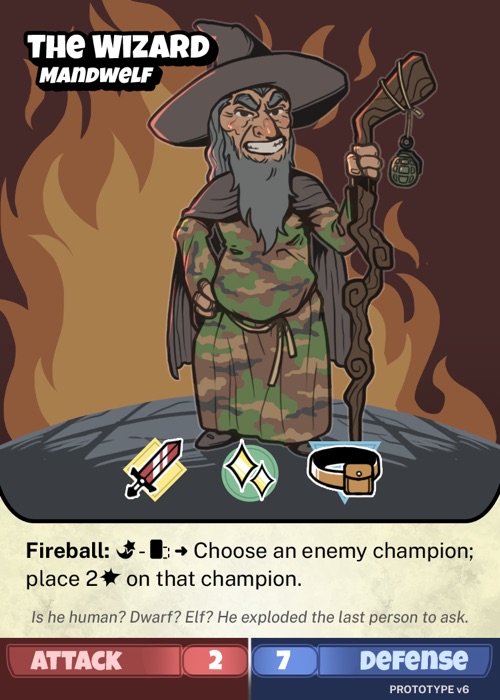 THE WIZARD
MANDWELF
Fireball: - → Choose an enemy champion;
place 2 on that champion.
Is he human? Dwarf? Elf? He exploded the last person to ask.
ATTACK 2 7 DEFENSE
PROTOTYPE v6